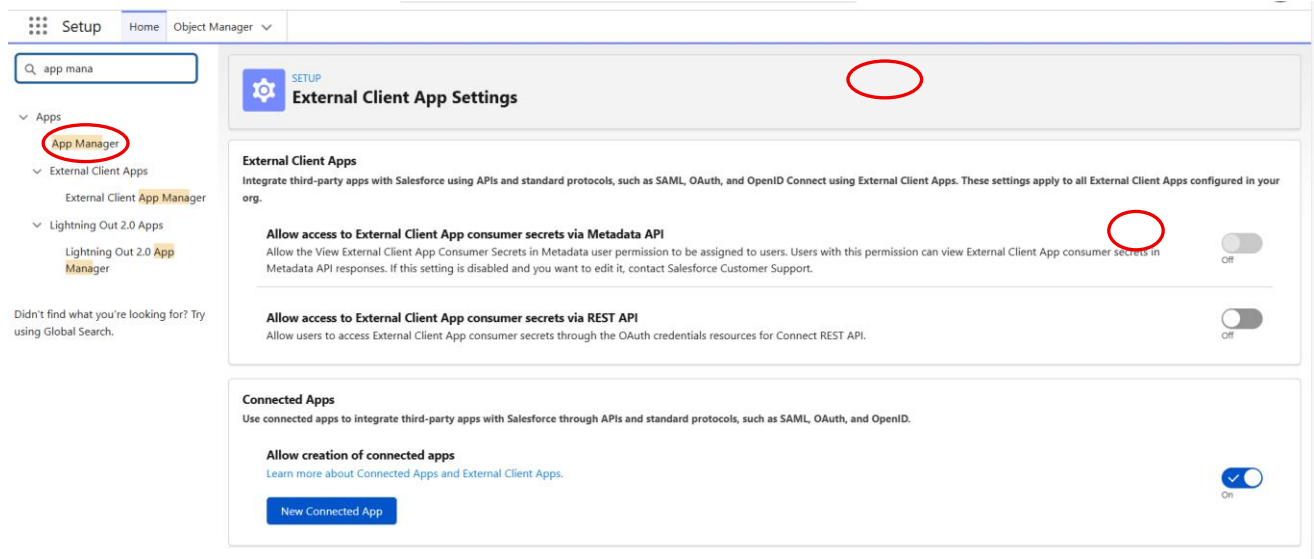 Setup
Home
Object Manager
app mana
Apps
App Manager
External Client Apps
External Client App Manager
Lightning Out 2.0 Apps
Lightning Out 2.0 App
Manager
Didn't find what you're looking for? Try
using Global Search.
SETUP
External Client App Settings
External Client Apps
Integrate third-party apps with Salesforce using APIs and standard protocols, such as SAML, OAuth, and OpenID Connect using External Client Apps. These settings apply to all External Client Apps configured in your
org.
Allow access to External Client App consumer secrets via Metadata API
Allow the View External Client App Consumer Secrets in Metadata user permission to be assigned to users. Users with this permission can view External Client App consumer secrets in
Metadata API responses. If this setting is disabled and you want to edit it, contact Salesforce Customer Support.
Off
Allow access to External Client App consumer secrets via REST API
Allow users to access External Client App consumer secrets through the OAuth credentials resources for Connect REST API.
Off
Connected Apps
Use connected apps to integrate third-party apps with Salesforce through APIs and standard protocols, such as SAML, OAuth, and OpenID.
Allow creation of connected apps
Learn more about Connected Apps and External Client Apps.
On
New Connected App